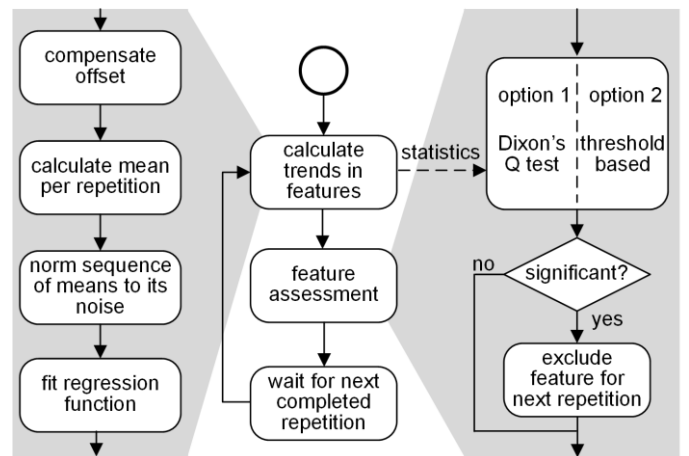 compensate
offset
calculate mean
per repetition
norm sequence
of means to its
noise
fit regression
function
calculate
trends in
features
feature
assessment
wait for next
completed
repetition
statistics
option 1
Dixon's
Q test
option 2
threshold
based
significant?
no
yes
exclude
feature for
next repetition